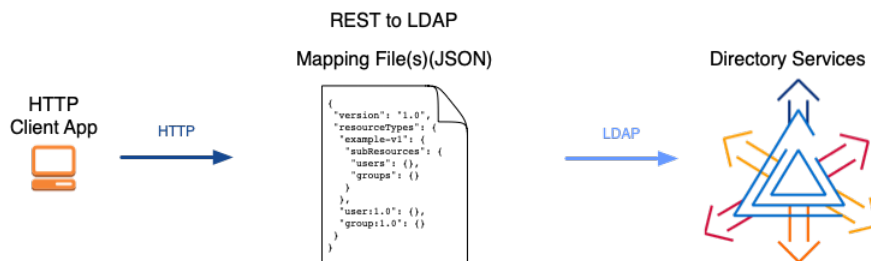 REST to LDAP
Mapping File(s)(JSON)
Directory Services
HTTP
Client App
HTTP
LDAP
{
"version": "1.0",
"resourceTypes": {
"example-v1": {
"subResources": {
"users": {},
"groups": {}
}
},
"user:1.0": {},
"group:1.0": {}
}
}